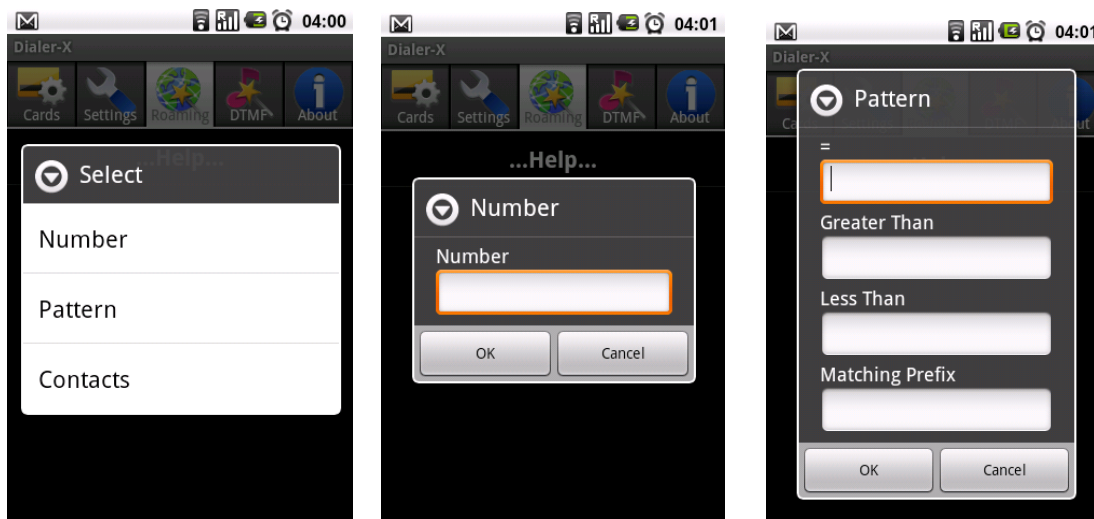 04:00
Dialer-X
Cards Settings Roaming DTMF About
...Help...
Select
Number
Pattern
Contacts
04:01
Dialer-X
Cards Settings Roaming DTMF About
...Help...
Number
Number
OK Cancel
04:01
Dialer-X
Pattern
=
Greater Than
Less Than
Matching Prefix
OK Cancel